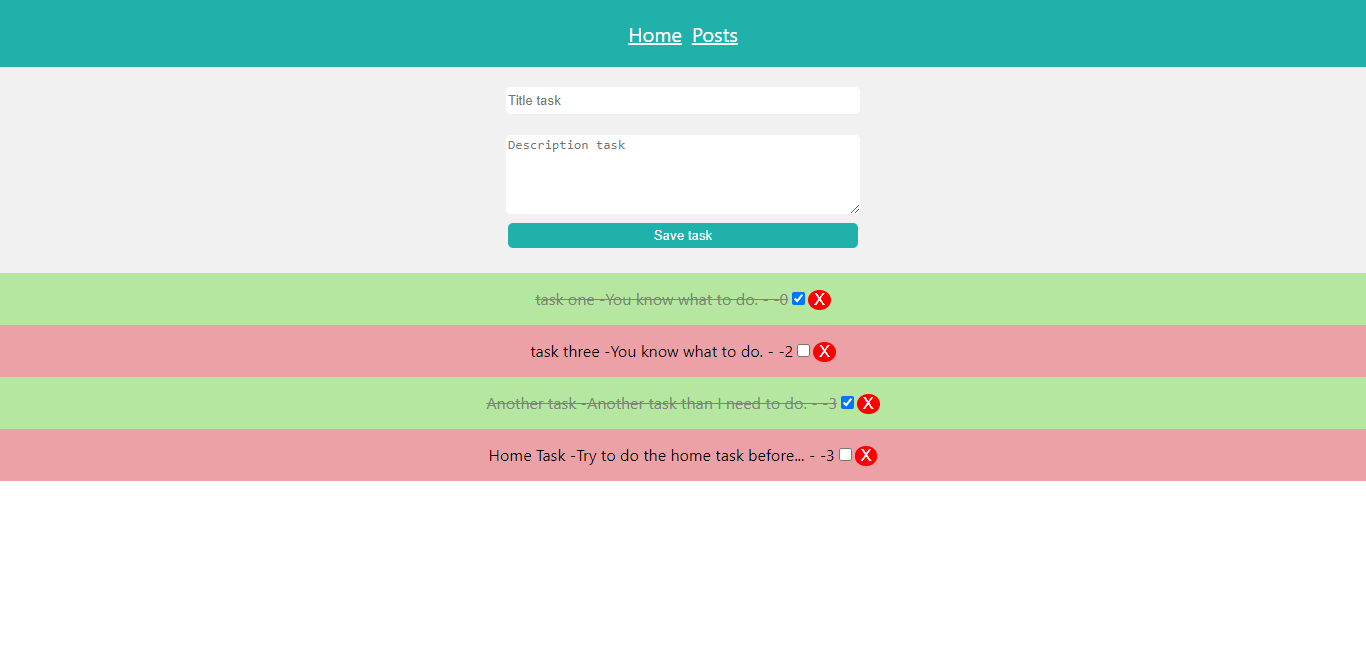 Home Posts
Title task
Description task
Save task
task one -You know what to do. - -0 X
task three -You know what to do. - -2 X
Another task -Another task than I need to do. - -3 X
Home Task -Try to do the home task before... - -3 X